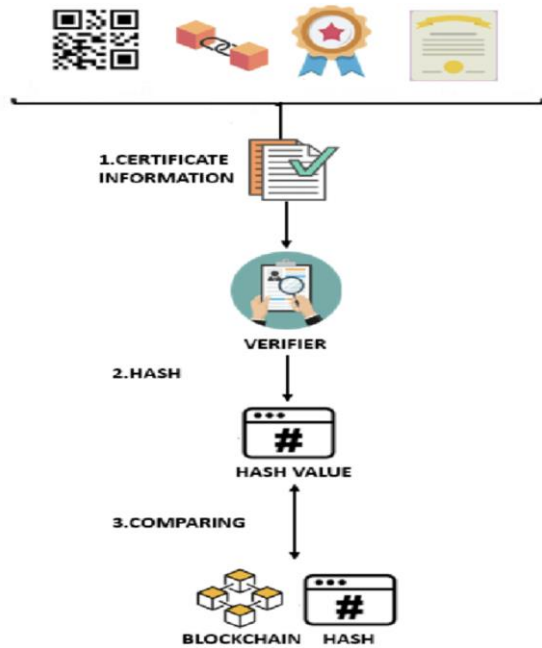 1.CERTIFICATE
INFORMATION
VERIFIER
2.HASH
#
HASH VALUE
3.COMPARING
#
BLOCKCHAIN HASH